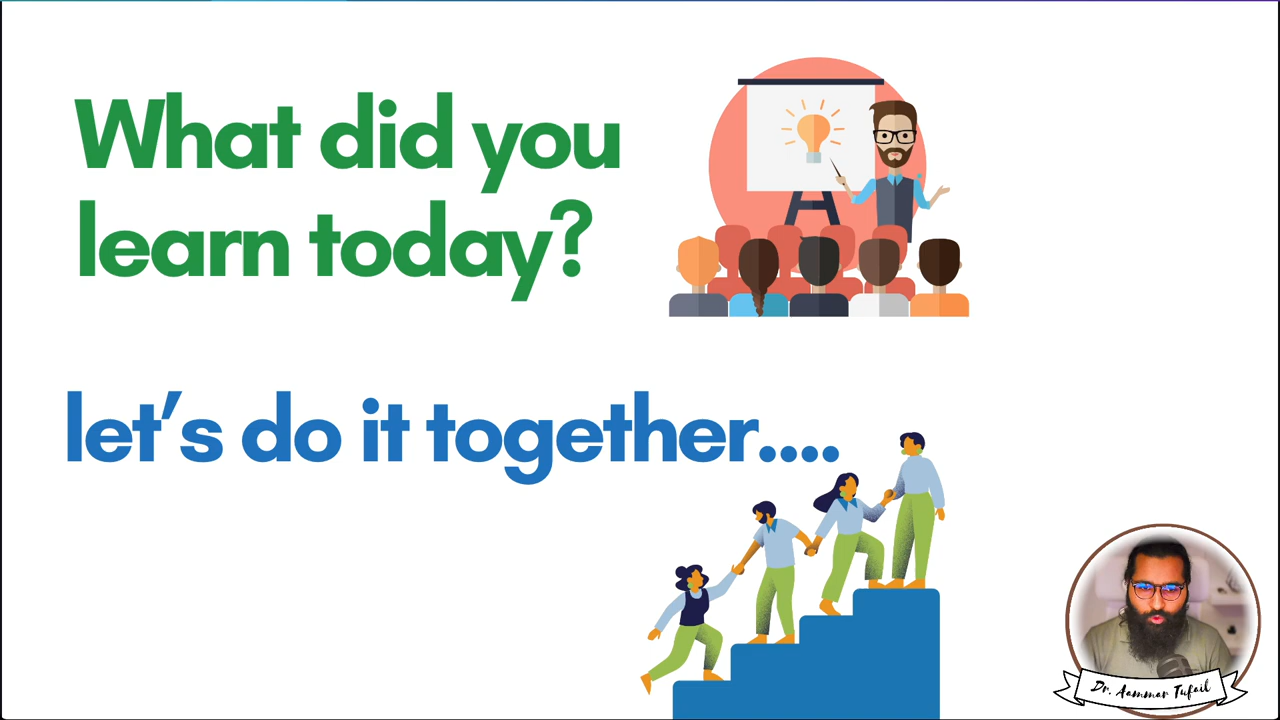 What did you
learn today?
let's do it together....
Dr. Aammar Tufail